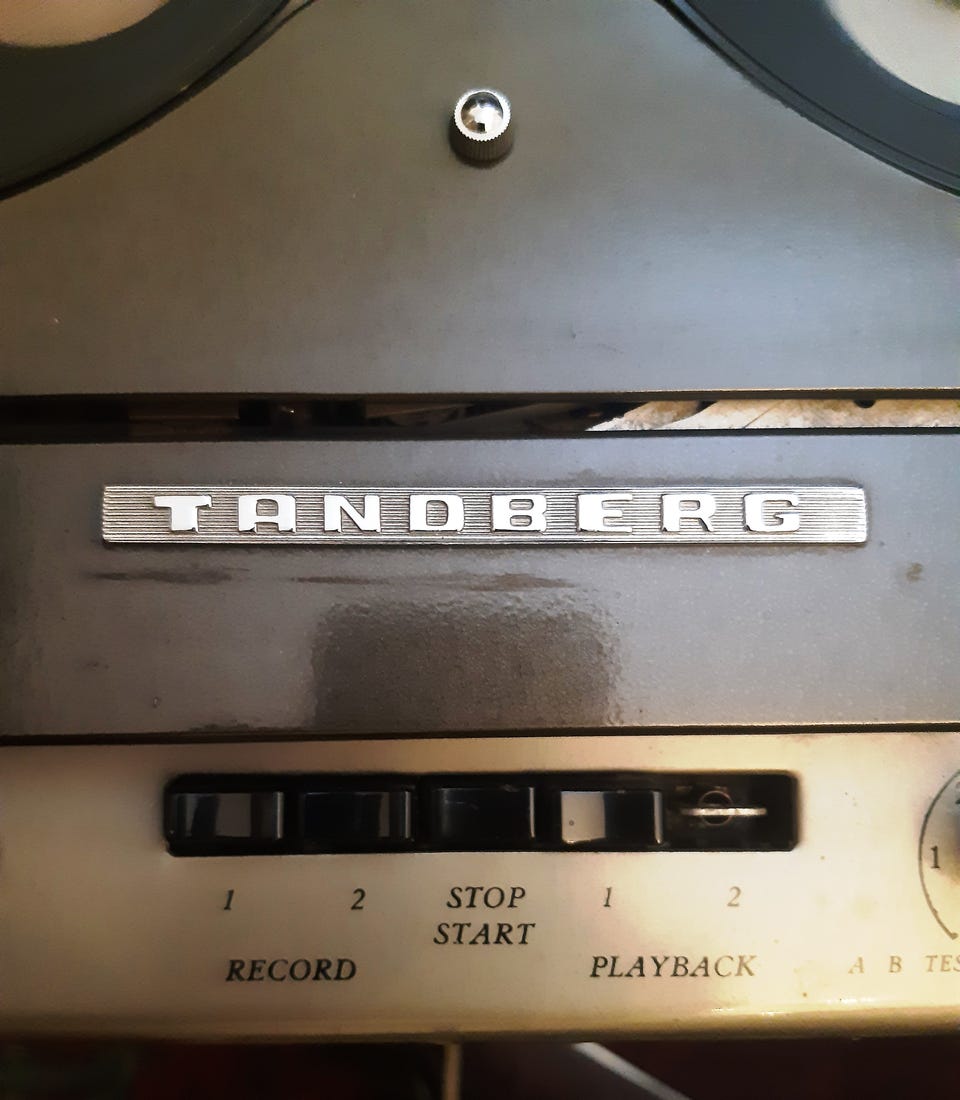 TANDBERG
1 2 STOP 1 2
START
RECORD PLAYBACK
1
A B